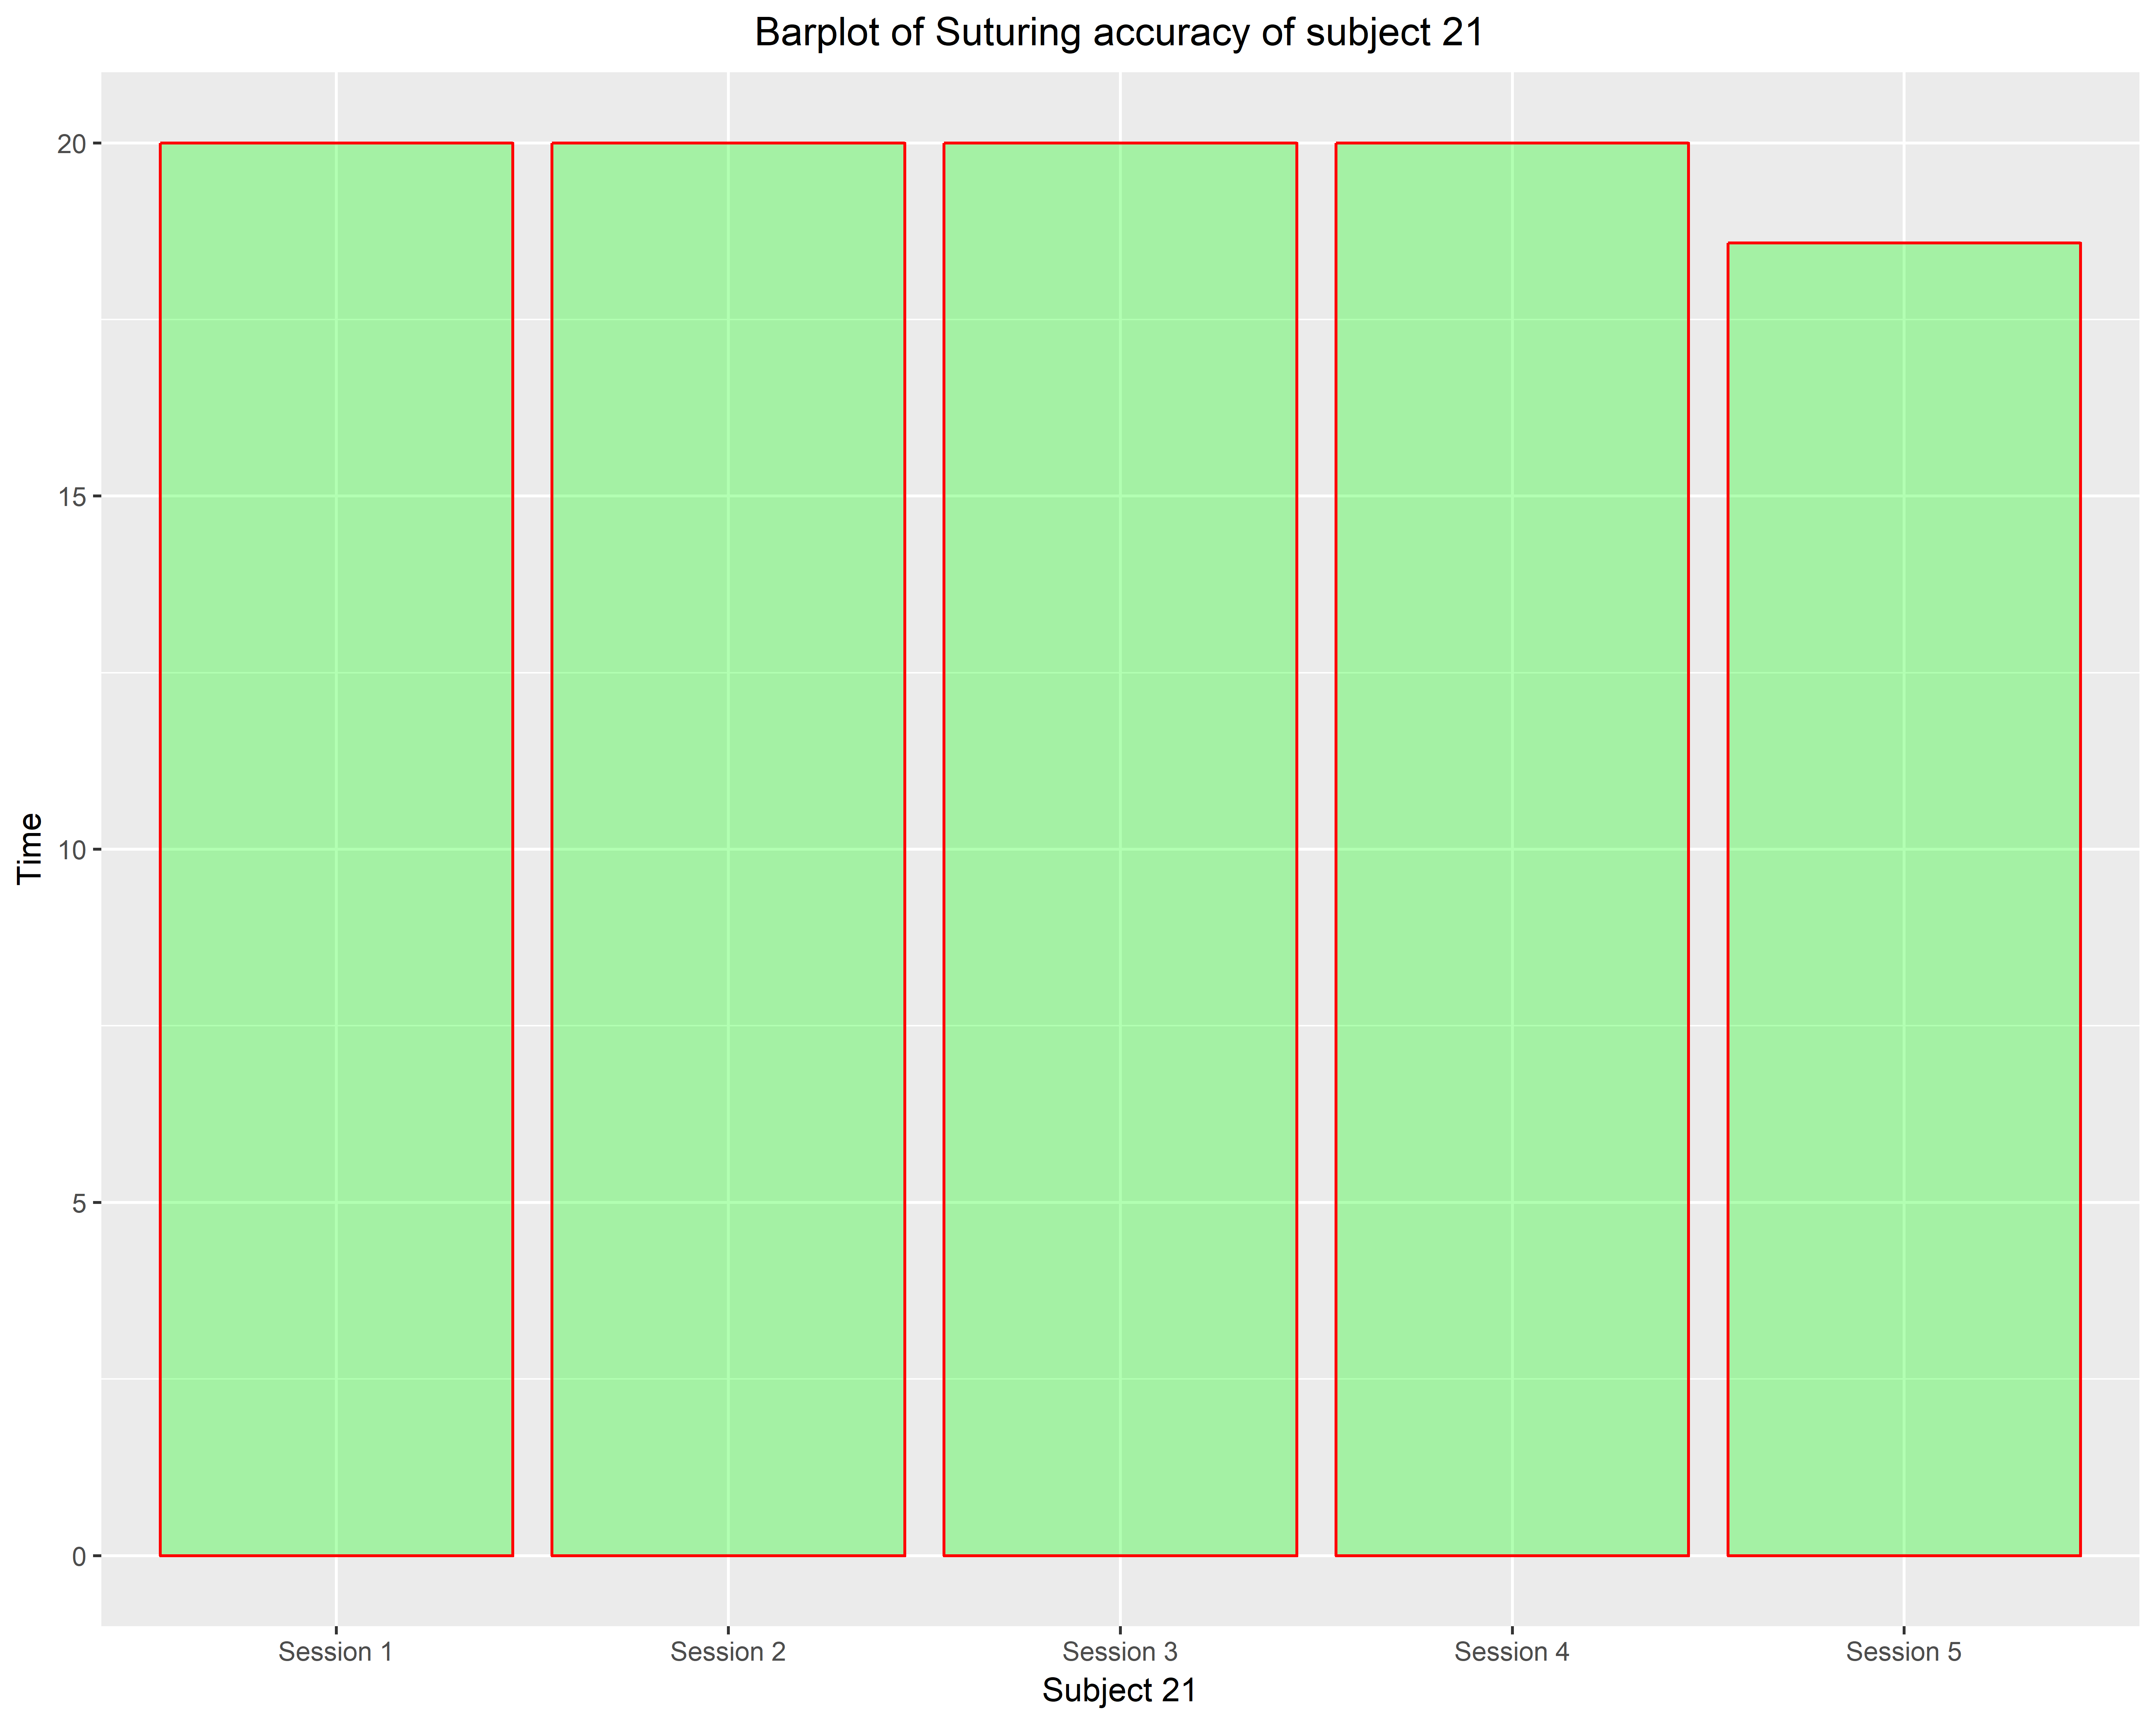 Barplot of Suturing accuracy of subject 21
20
15
10
5
0
Time
Session 1 Session 2 Session 3 Session 4 Session 5
Subject 21